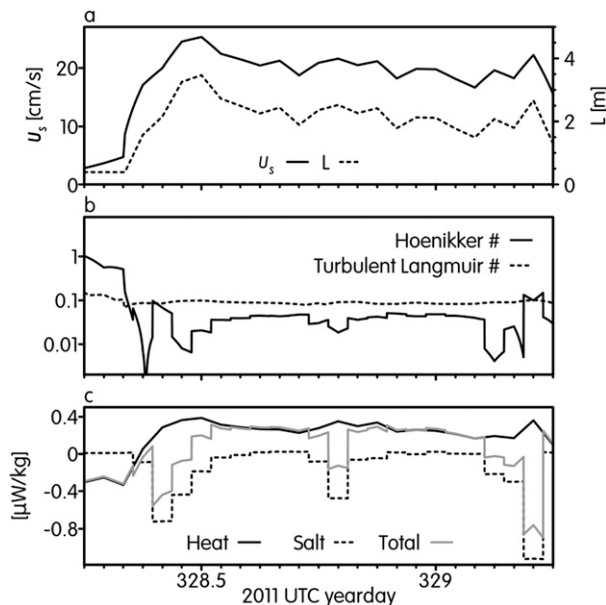 a
20
10
0
4
2
0
u_s [cm/s]
L [m]
u_s L
b
1
0.1
0.01
Hoenikker #
Turbulent Langmuir #
c
0.4
0
-0.4
-0.8
[μW/kg]
Heat Salt Total
328.5 329
2011 UTC yearday